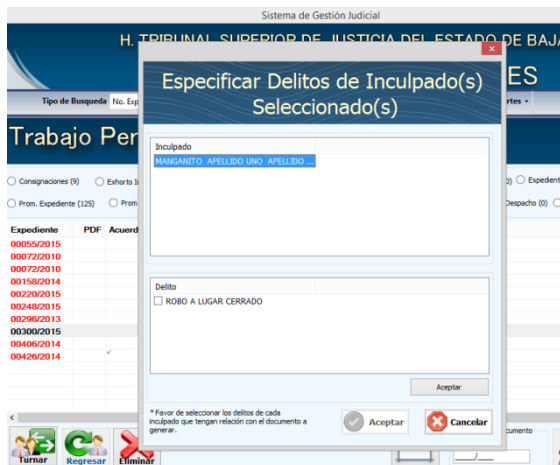 Sistema de Gestión Judicial
H. TRIBUNAL SUPERIOR DE JUSTICIA DEL ESTADO DE BAJA
ES
Tipo de Busqueda No. Exp
rtes
Trabajo Per
Especificar Delitos de Inculpado(s)
Seleccionado(s)
Consignaciones (9) Exhorto
Expedient
Prom. Expediente (125) Prom
Despacho (0)
Expediente PDF Acuerd
00055/2015
00072/2010
00072/2010
00158/2014
00220/2015
00248/2015
00296/2013
00300/2015
00406/2014
00426/2014
Inculpado
MANGANITO APELLIDO UNO APELLIDO ...
Delito
ROBO A LUGAR CERRADO
Aceptar
* Favor de seleccionar los delitos de cada
inculpado que tengan relación con el documento a
generar.
Aceptar
Cancelar
cumento
Turnar Regresar Eliminar
__/__